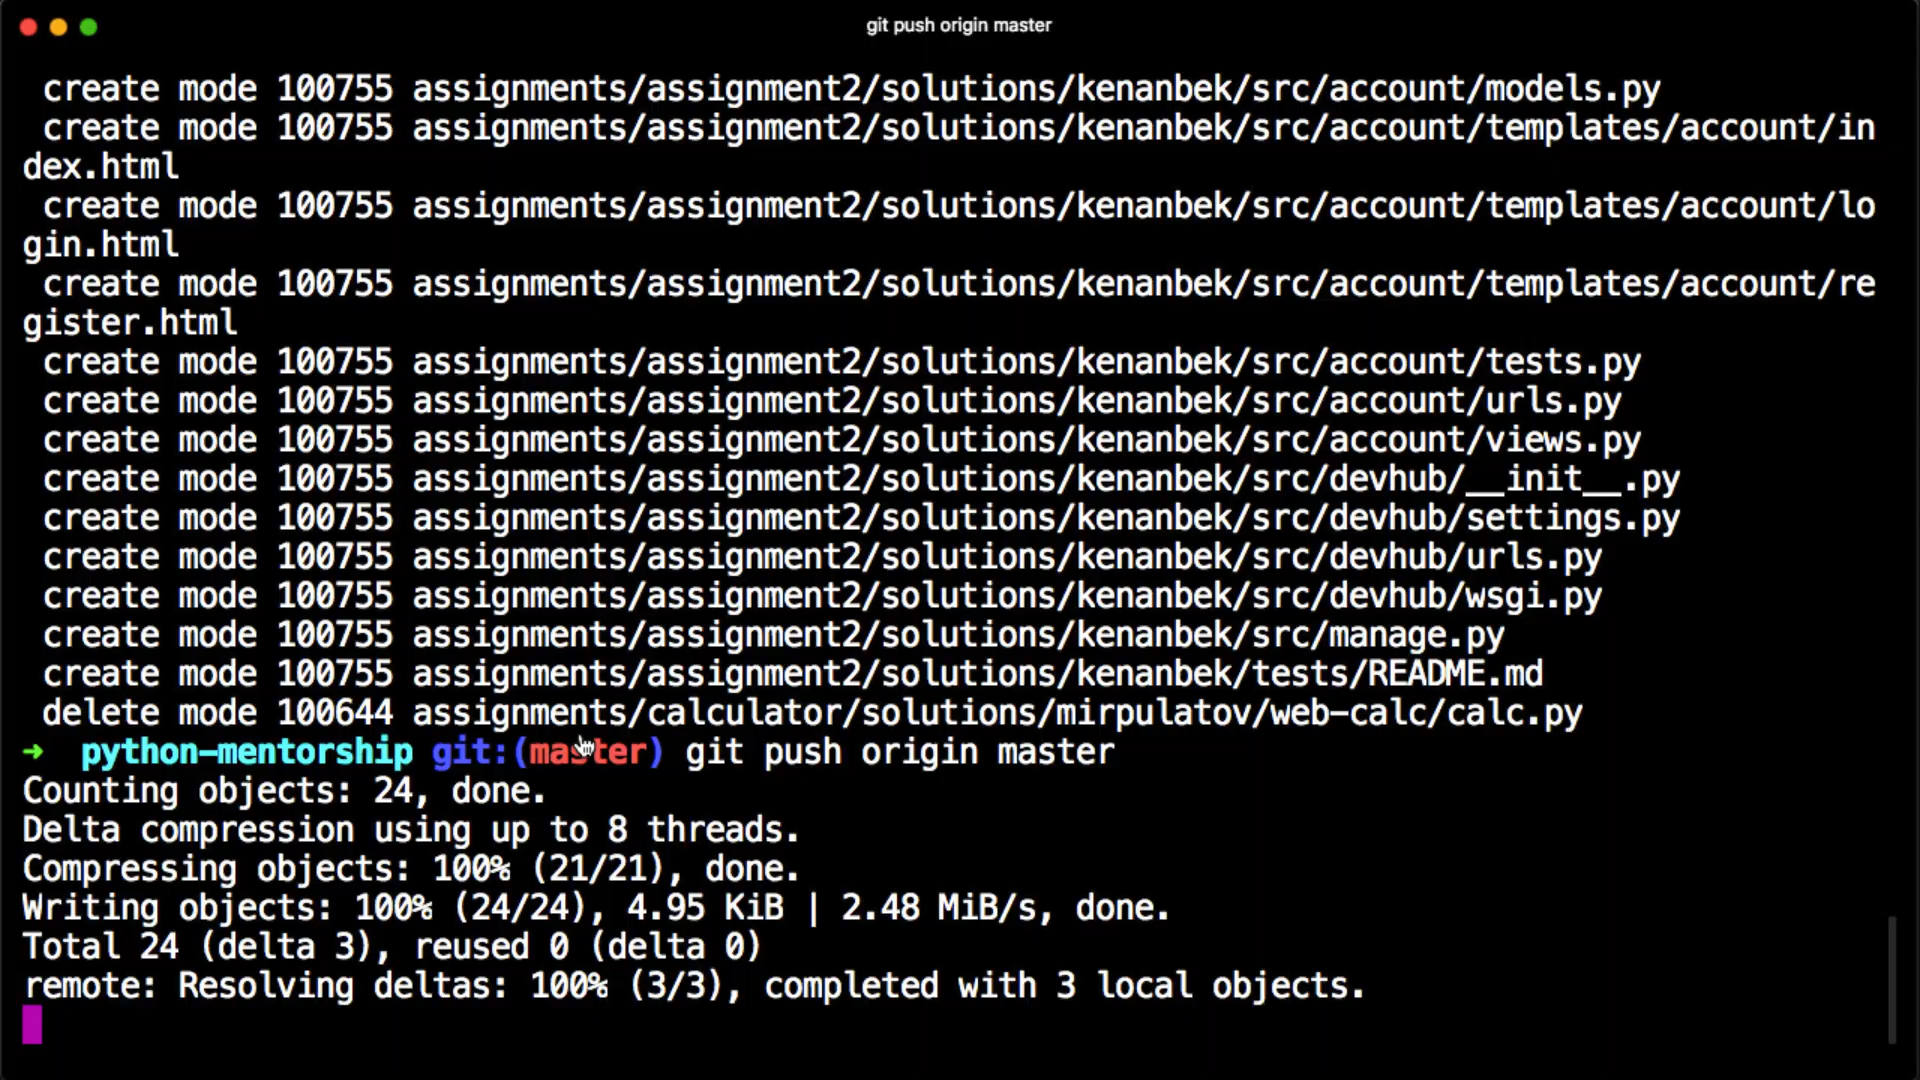 git push origin master
create mode 100755 assignments/assignment2/solutions/kenanbek/src/account/models.py
create mode 100755 assignments/assignment2/solutions/kenanbek/src/account/templates/account/in
dex.html
create mode 100755 assignments/assignment2/solutions/kenanbek/src/account/templates/account/lo
gin.html
create mode 100755 assignments/assignment2/solutions/kenanbek/src/account/templates/account/re
gister.html
create mode 100755 assignments/assignment2/solutions/kenanbek/src/account/tests.py
create mode 100755 assignments/assignment2/solutions/kenanbek/src/account/urls.py
create mode 100755 assignments/assignment2/solutions/kenanbek/src/account/views.py
create mode 100755 assignments/assignment2/solutions/kenanbek/src/devhub/__init__.py
create mode 100755 assignments/assignment2/solutions/kenanbek/src/devhub/settings.py
create mode 100755 assignments/assignment2/solutions/kenanbek/src/devhub/urls.py
create mode 100755 assignments/assignment2/solutions/kenanbek/src/devhub/wsgi.py
create mode 100755 assignments/assignment2/solutions/kenanbek/src/manage.py
create mode 100755 assignments/assignment2/solutions/kenanbek/tests/README.md
delete mode 100644 assignments/calculator/solutions/mirpulatov/web-calc/calc.py
➜ python-mentorship git:(master) git push origin master
Counting objects: 24, done.
Delta compression using up to 8 threads.
Compressing objects: 100% (21/21), done.
Writing objects: 100% (24/24), 4.95 KiB | 2.48 MiB/s, done.
Total 24 (delta 3), reused 0 (delta 0)
remote: Resolving deltas: 100% (3/3), completed with 3 local objects.